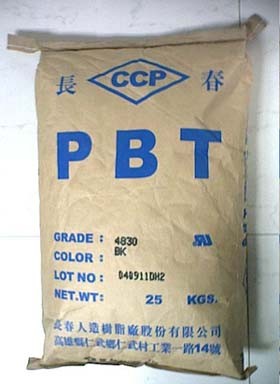 長 CCP 春
PBT
GRADE: 4830
COLOR: BK
LOT NO: 040911DH2
NET.WT: 25 KGS.
長春人造樹脂廠股份有限公司
高雄縣仁武鄉仁武村工業一路14號